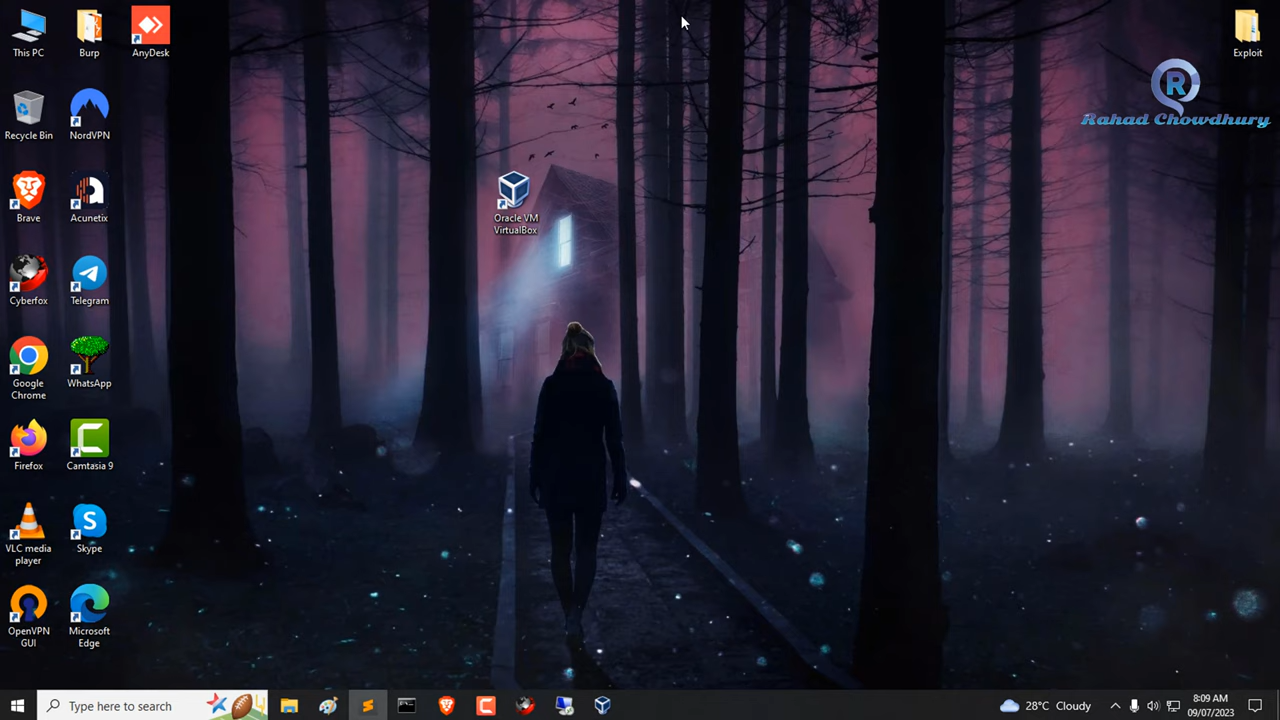 This PC
Burp
AnyDesk
Exploit
R
Rahad Chowdhury
Recycle Bin
NordVPN
Brave
Acunetix
Oracle VM
VirtualBox
Cyberfox
Telegram
Google
Chrome
WhatsApp
Firefox
Camtasia 9
VLC media
player
Skype
OpenVPN
GUI
Microsoft
Edge
Type here to search
28°C Cloudy
8:09 AM
09/07/2023